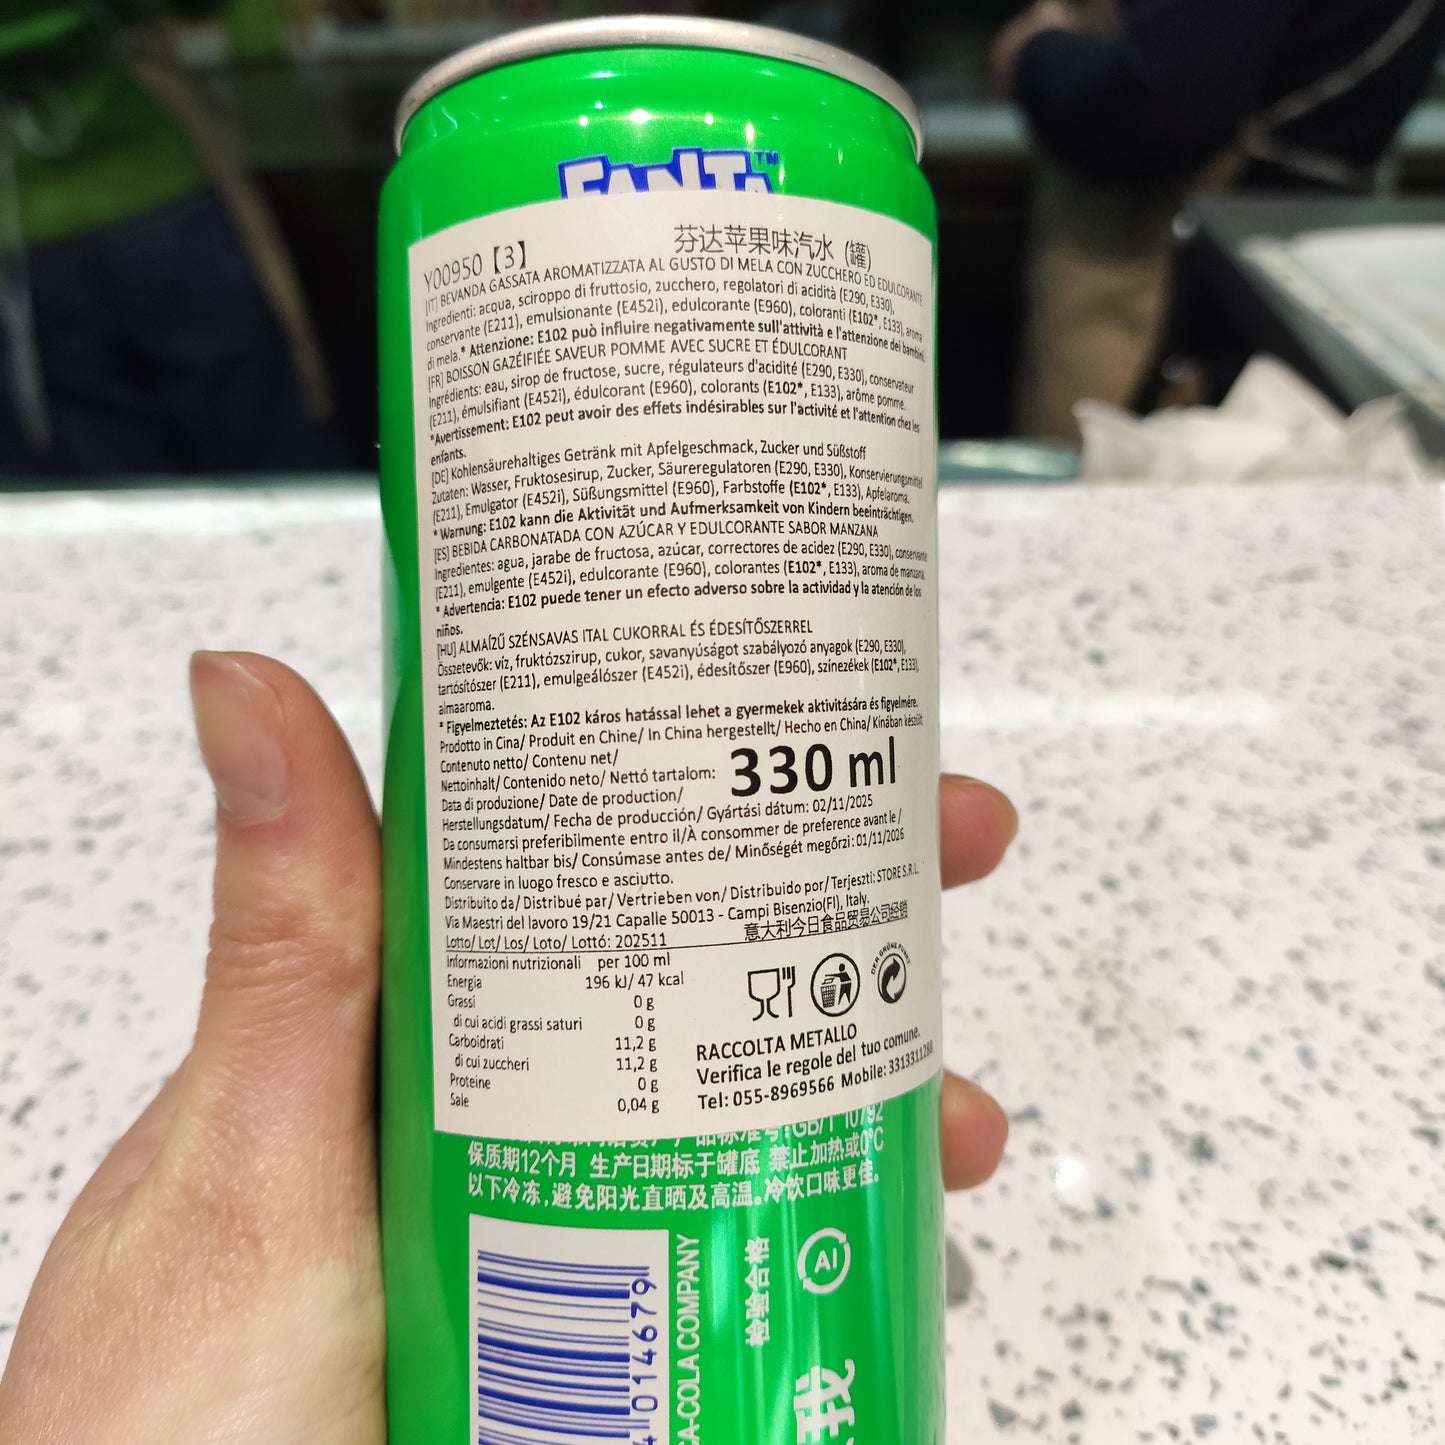 FANTA™
Y00950【3】 芬达苹果味汽水 (罐)
[IT] BEVANDA GASSATA AROMATIZZATA AL GUSTO DI MELA CON ZUCCHERO ED EDULCORANTE
Ingredienti: acqua, sciroppo di fruttosio, zucchero, regolatori di acidità (E290, E330),
conservante (E211), emulsionante (E452i), edulcorante (E960), coloranti (E102*, E133), aroma
di mela.* Attenzione: E102 può influire negativamente sull'attività e l'attenzione dei bambini.
[FR] BOISSON GAZÉIFIÉE SAVEUR POMME AVEC SUCRE ET ÉDULCORANT
Ingrédients: eau, sirop de fructose, sucre, régulateurs d'acidité (E290, E330), conservateur
(E211), émulsifiant (E452i), édulcorant (E960), colorants (E102*, E133), arôme pomme.
*Avertissement: E102 peut avoir des effets indésirables sur l'activité et l'attention chez les
enfants.
[DE] Kohlensäurehaltiges Getränk mit Apfelgeschmack, Zucker und Süßstoff
Zutaten: Wasser, Fruktosesirup, Zucker, Säureregulatoren (E290, E330), Konservierungsmittel
(E211), Emulgator (E452i), Süßungsmittel (E960), Farbstoffe (E102*, E133), Apfelaroma.
* Warnung: E102 kann die Aktivität und Aufmerksamkeit von Kindern beeinträchtigen.
[ES] BEBIDA CARBONATADA CON AZÚCAR Y EDULCORANTE SABOR MANZANA
Ingredientes: agua, jarabe de fructosa, azúcar, correctores de acidez (E290, E330), conservante
(E211), emulgente (E452i), edulcorante (E960), colorantes (E102*, E133), aroma de manzana.
* Advertencia: E102 puede tener un efecto adverso sobre la actividad y la atención de los
niños.
[HU] ALMAÍZŰ SZÉNSAVAS ITAL CUKORRAL ÉS ÉDESÍTŐSZERREL
Összetevők: víz, fruktózszirup, cukor, savanyúságot szabályozó anyagok (E290, E330),
tartósítószer (E211), emulgeálószer (E452i), édesítőszer (E960), színezékek (E102*, E133),
almaaroma.
* Figyelmeztetés: Az E102 káros hatással lehet a gyermekek aktivitására és figyelmére.
Prodotto in Cina/ Produit en Chine/ In China hergestellt/ Hecho en China/ Kínában készült
Contenuto netto/ Contenu net/
Nettoinhalt/ Contenido neto/ Nettó tartalom: 330 ml
Data di produzione/ Date de production/
Herstellungsdatum/ Fecha de producción/ Gyártási dátum: 02/11/2025
Da consumarsi preferibilmente entro il/À consommer de preference avant le /
Mindestens haltbar bis/ Consúmase antes de/ Minőségét megőrzi: 01/11/2026
Conservare in luogo fresco e asciutto.
Distribuito da/ Distribué par/ Vertrieben von/ Distribuido por/ Terjeszti: STORE S.R.L.
Via Maestri del lavoro 19/21 Capalle 50013 - Campi Bisenzio(FI), Italy.
Lotto/ Lot/ Los/ Loto/ Lottó: 202511 意大利今日食品贸易公司经销
Informazioni nutrizionali per 100 ml
Energia 196 kJ/ 47 kcal
Grassi 0 g
di cui acidi grassi saturi 0 g
Carboidrati 11,2 g
di cui zuccheri 11,2 g
Proteine 0 g
Sale 0,04 g
DER GRÜNE PUNKT
RACCOLTA METALLO
Verifica le regole del tuo comune.
Tel: 055-8969566 Mobile: 3313311288
产品标准号:GB/T 10792
保质期12个月 生产日期标于罐底 禁止加热或0°C
以下冷冻,避免阳光直晒及高温。冷饮口味更佳。
4 014679
CA-COLA COMPANY
检验合格
Al